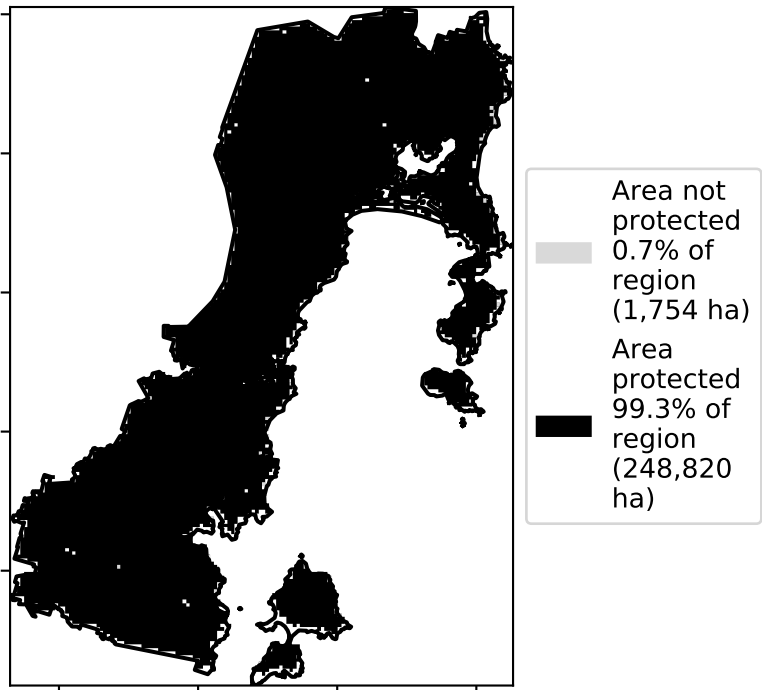 Area not
protected
0.7% of
region
(1,754 ha)
Area
protected
99.3% of
region
(248,820
ha)